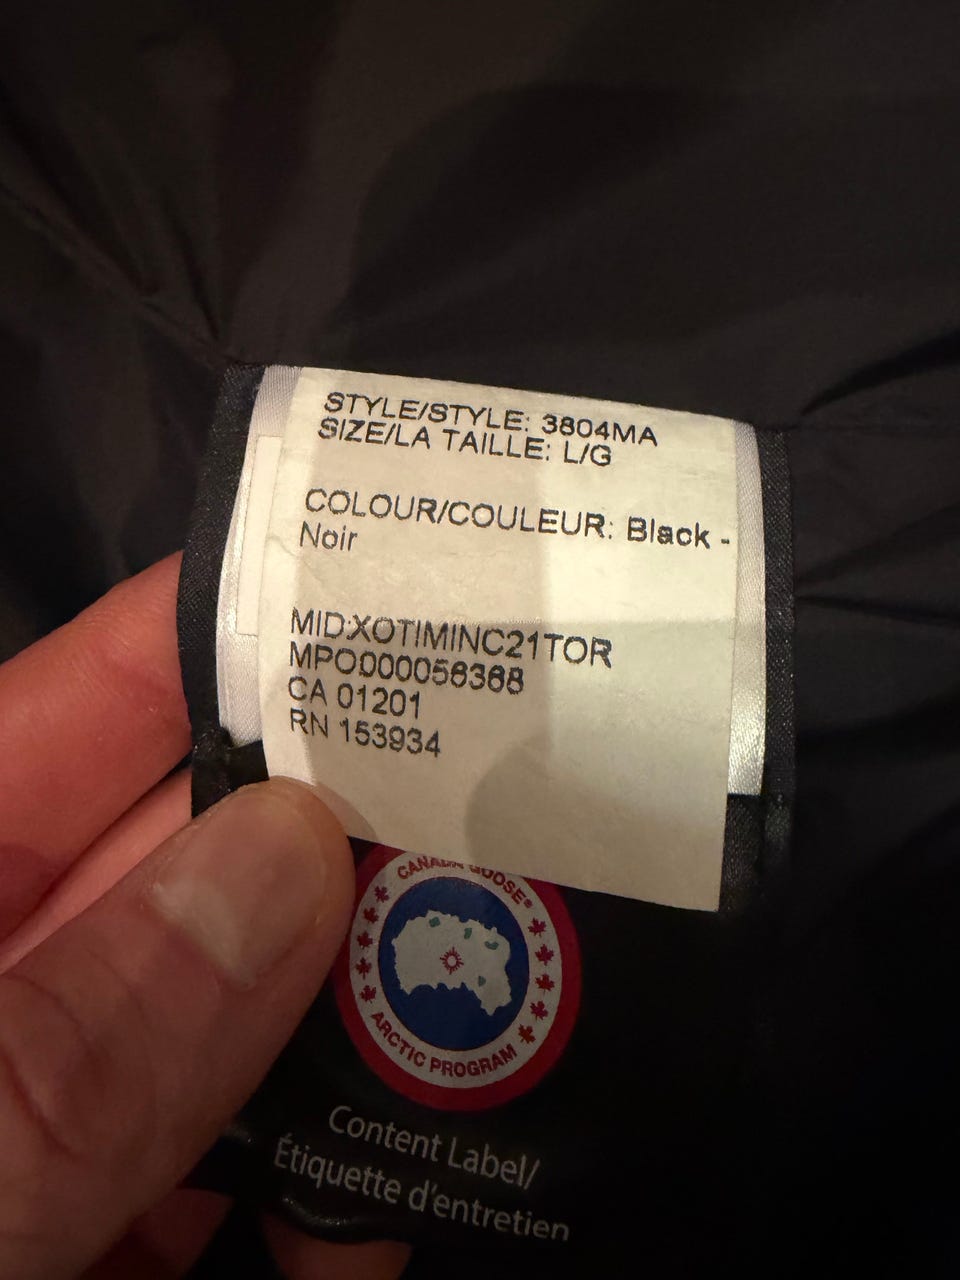 STYLE/STYLE: 3804MA
SIZE/LA TAILLE: L/G
COLOUR/COULEUR: Black -
Noir
MID:XOTIMINC21TOR
MPO000056368
CA 01201
RN 153934
CANADA GOOSE®
ARCTIC PROGRAM
Content Label/
Étiquette d'entretien